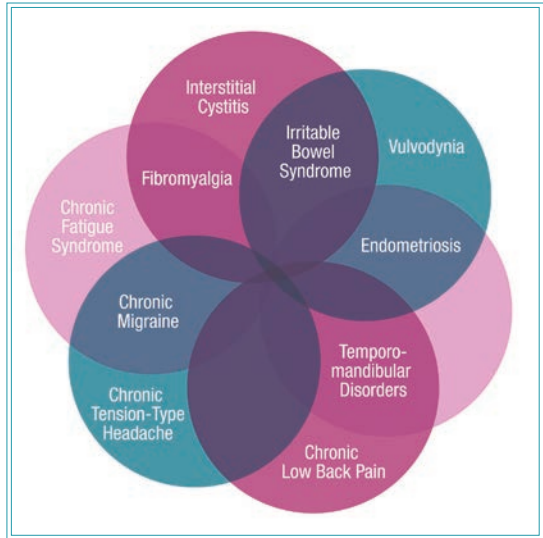 Interstitial
Cystitis
Irritable
Bowel
Syndrome
Vulvodynia
Fibromyalgia
Chronic
Fatigue
Syndrome
Endometriosis
Chronic
Migraine
Temporo-
mandibular
Disorders
Chronic
Tension-Type
Headache
Chronic
Low Back Pain